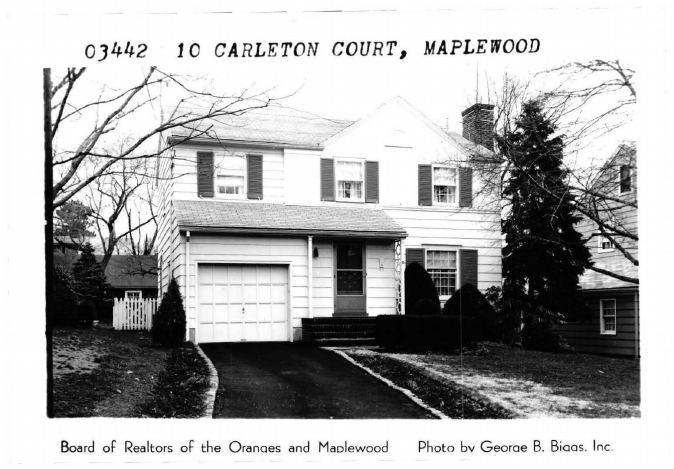 03442 10 CARLETON COURT, MAPLEWOOD
Board of Realtors of the Oranges and Maplewood Photo by George B. Biggs, Inc.